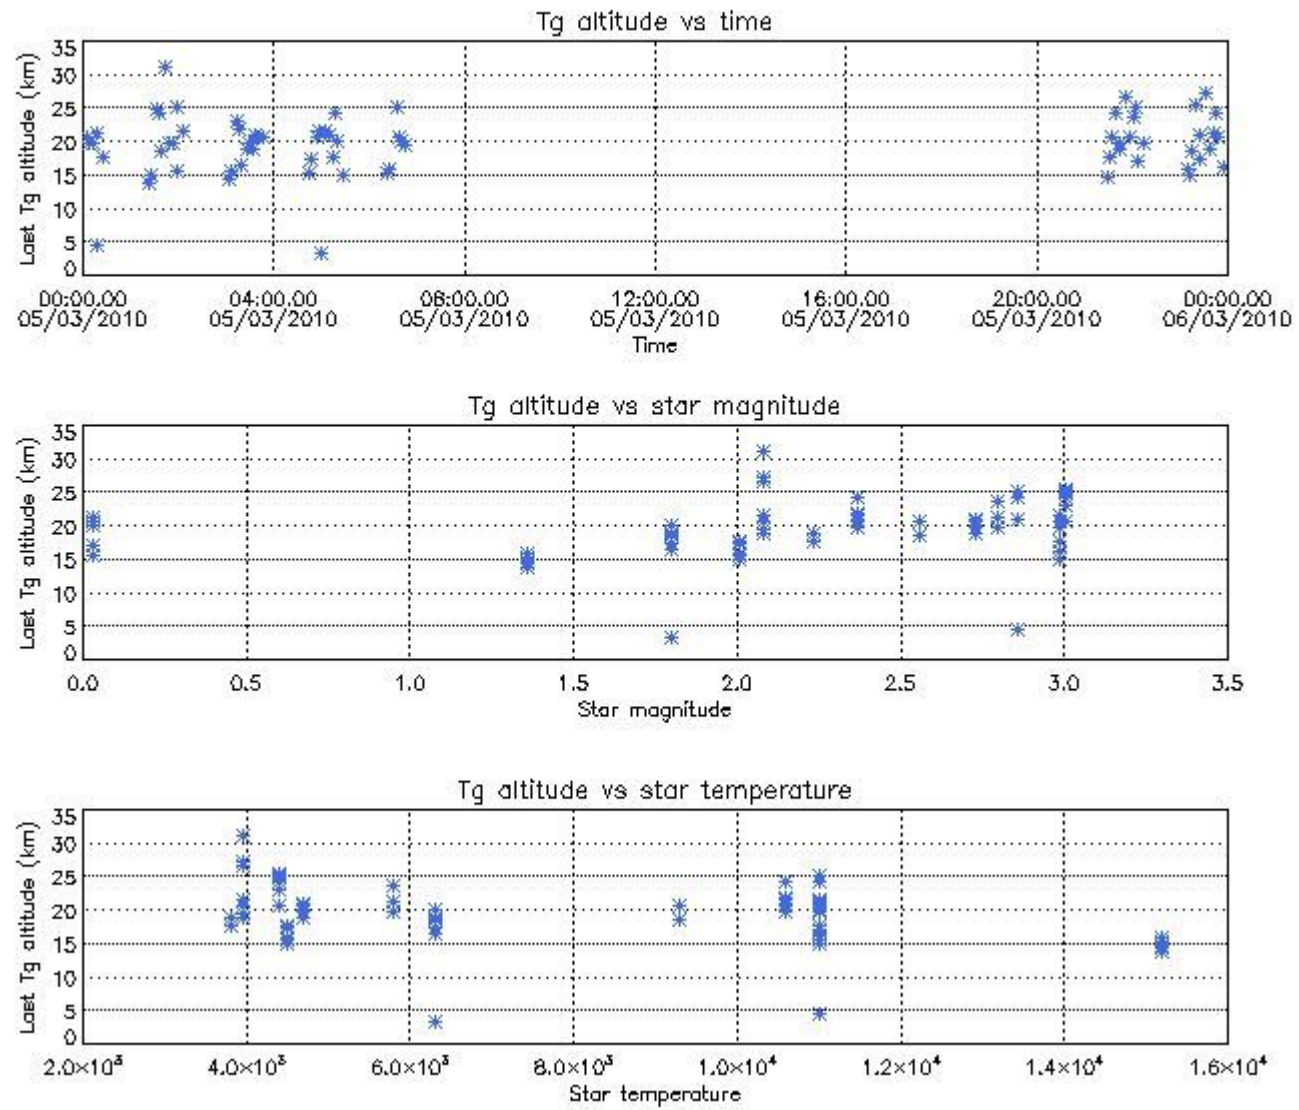 Tg altitude vs time
Last Tg altitude (km)
35
30
25
20
15
10
5
0
00:00.00 04:00.00 08:00.00 12:00.00 16:00.00 20:00.00 00:00.00
05/03/2010 05/03/2010 05/03/2010 05/03/2010 05/03/2010 05/03/2010 06/03/2010
Time
Tg altitude vs star magnitude
Last Tg altitude (km)
35
30
25
20
15
10
5
0
0.0 0.5 1.0 1.5 2.0 2.5 3.0 3.5
Star magnitude
Tg altitude vs star temperature
Last Tg altitude (km)
35
30
25
20
15
10
5
0
2.0×10³ 4.0×10³ 6.0×10³ 8.0×10³ 1.0×10⁴ 1.2×10⁴ 1.4×10⁴ 1.6×10⁴
Star temperature